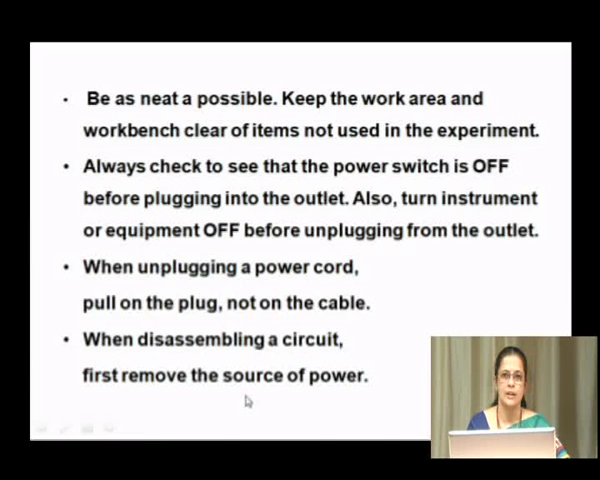 • Be as neat a possible. Keep the work area and
workbench clear of items not used in the experiment.
• Always check to see that the power switch is OFF
before plugging into the outlet. Also, turn instrument
or equipment OFF before unplugging from the outlet.
• When unplugging a power cord,
pull on the plug, not on the cable.
• When disassembling a circuit,
first remove the source of power.